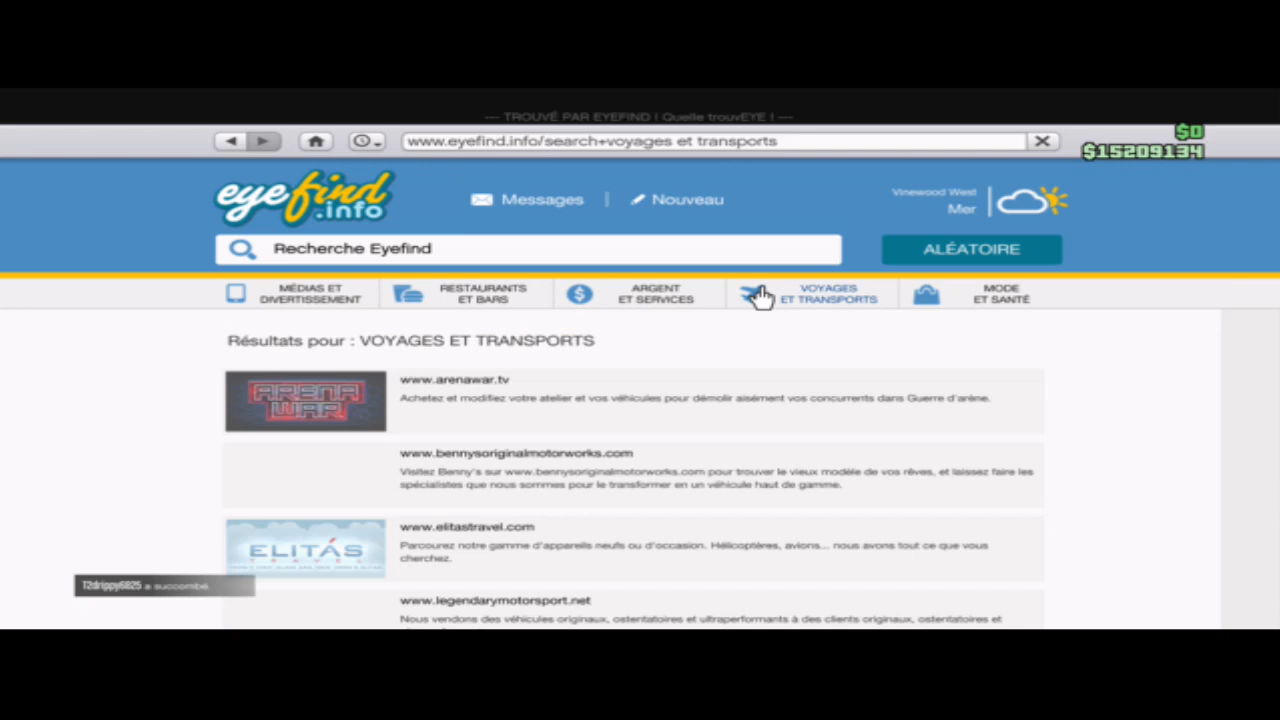 --- TROUVÉ PAR EYEFIND ! Quelle trouvEYE ! ---
www.eyefind.info/search+voyages et transports
$0
$15209134
eyefind.info
Messages
Nouveau
Vinewood West
Mer
Recherche Eyefind
ALÉATOIRE
MÉDIAS ET DIVERTISSEMENT
RESTAURANTS ET BARS
ARGENT ET SERVICES
VOYAGES ET TRANSPORTS
MODE ET SANTÉ
Résultats pour : VOYAGES ET TRANSPORTS
ARENA WAR
www.arenawar.tv
Achetez et modifiez votre atelier et vos véhicules pour démolir aisément vos concurrents dans Guerre d'arène.
www.bennysoriginalmotorworks.com
Visitez Benny's sur www.bennysoriginalmotorworks.com pour trouver le vieux modèle de vos rêves, et laissez faire les
spécialistes que nous sommes pour le transformer en un véhicule haut de gamme.
ELITÁS
TRAVEL
www.elitastravel.com
Parcourez notre gamme d'appareils neufs ou d'occasion. Hélicoptères, avions... nous avons tout ce que vous
cherchez.
T2drippy6825 a succombé.
www.legendarymotorsport.net
Nous vendons des véhicules originaux, ostentatoires et ultraperformants à des clients originaux, ostentatoires et